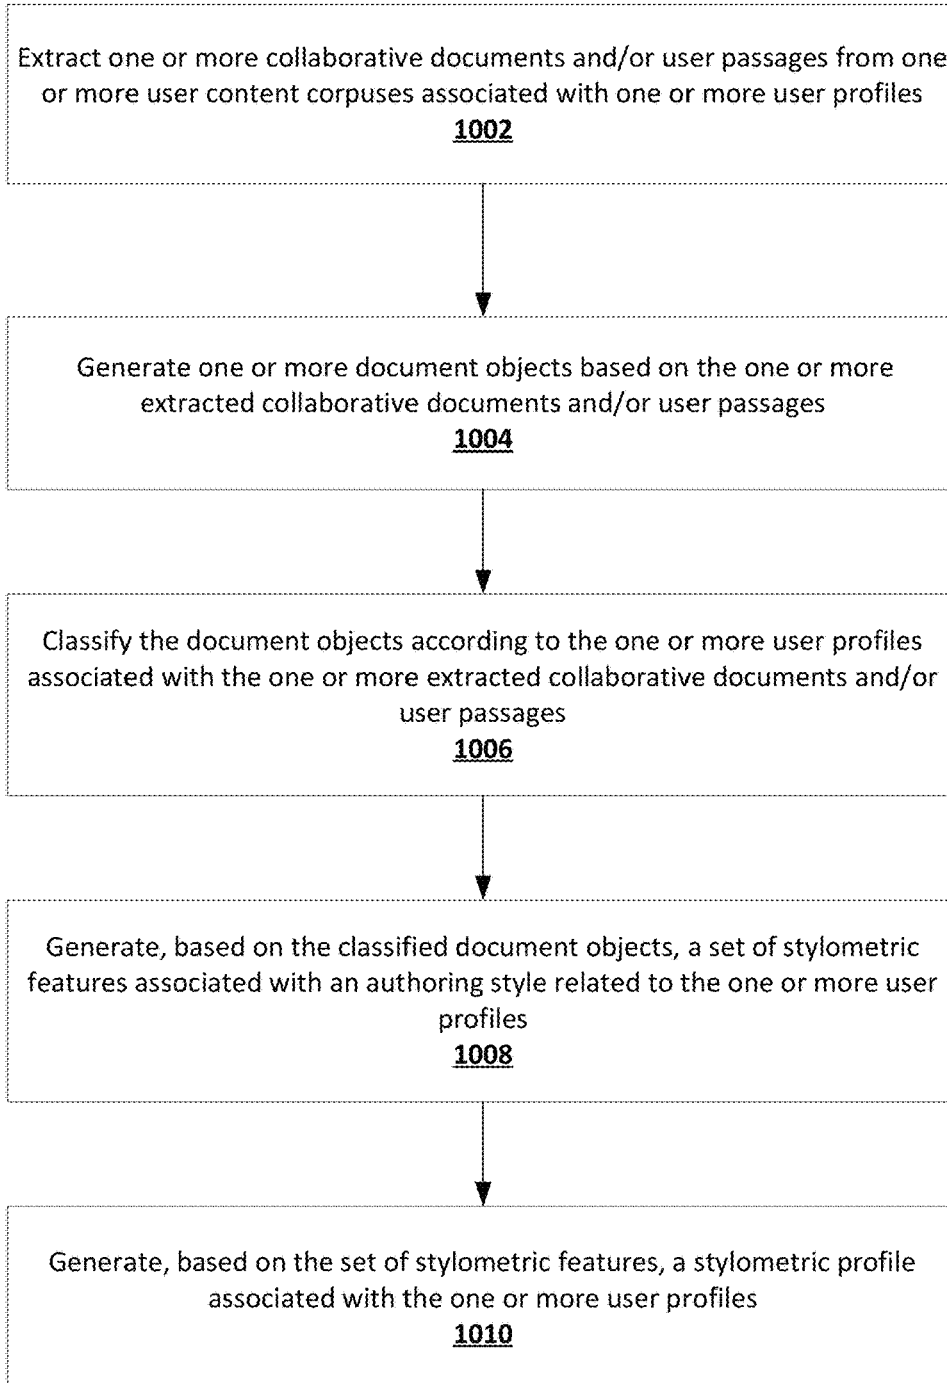 Extract one or more collaborative documents and/or user passages from one
or more user content corpuses associated with one or more user profiles
1002
Generate one or more document objects based on the one or more
extracted collaborative documents and/or user passages
1004
Classify the document objects according to the one or more user profiles
associated with the one or more extracted collaborative documents and/or
user passages
1006
Generate, based on the classified document objects, a set of stylometric
features associated with an authoring style related to the one or more user
profiles
1008
Generate, based on the set of stylometric features, a stylometric profile
associated with the one or more user profiles
1010